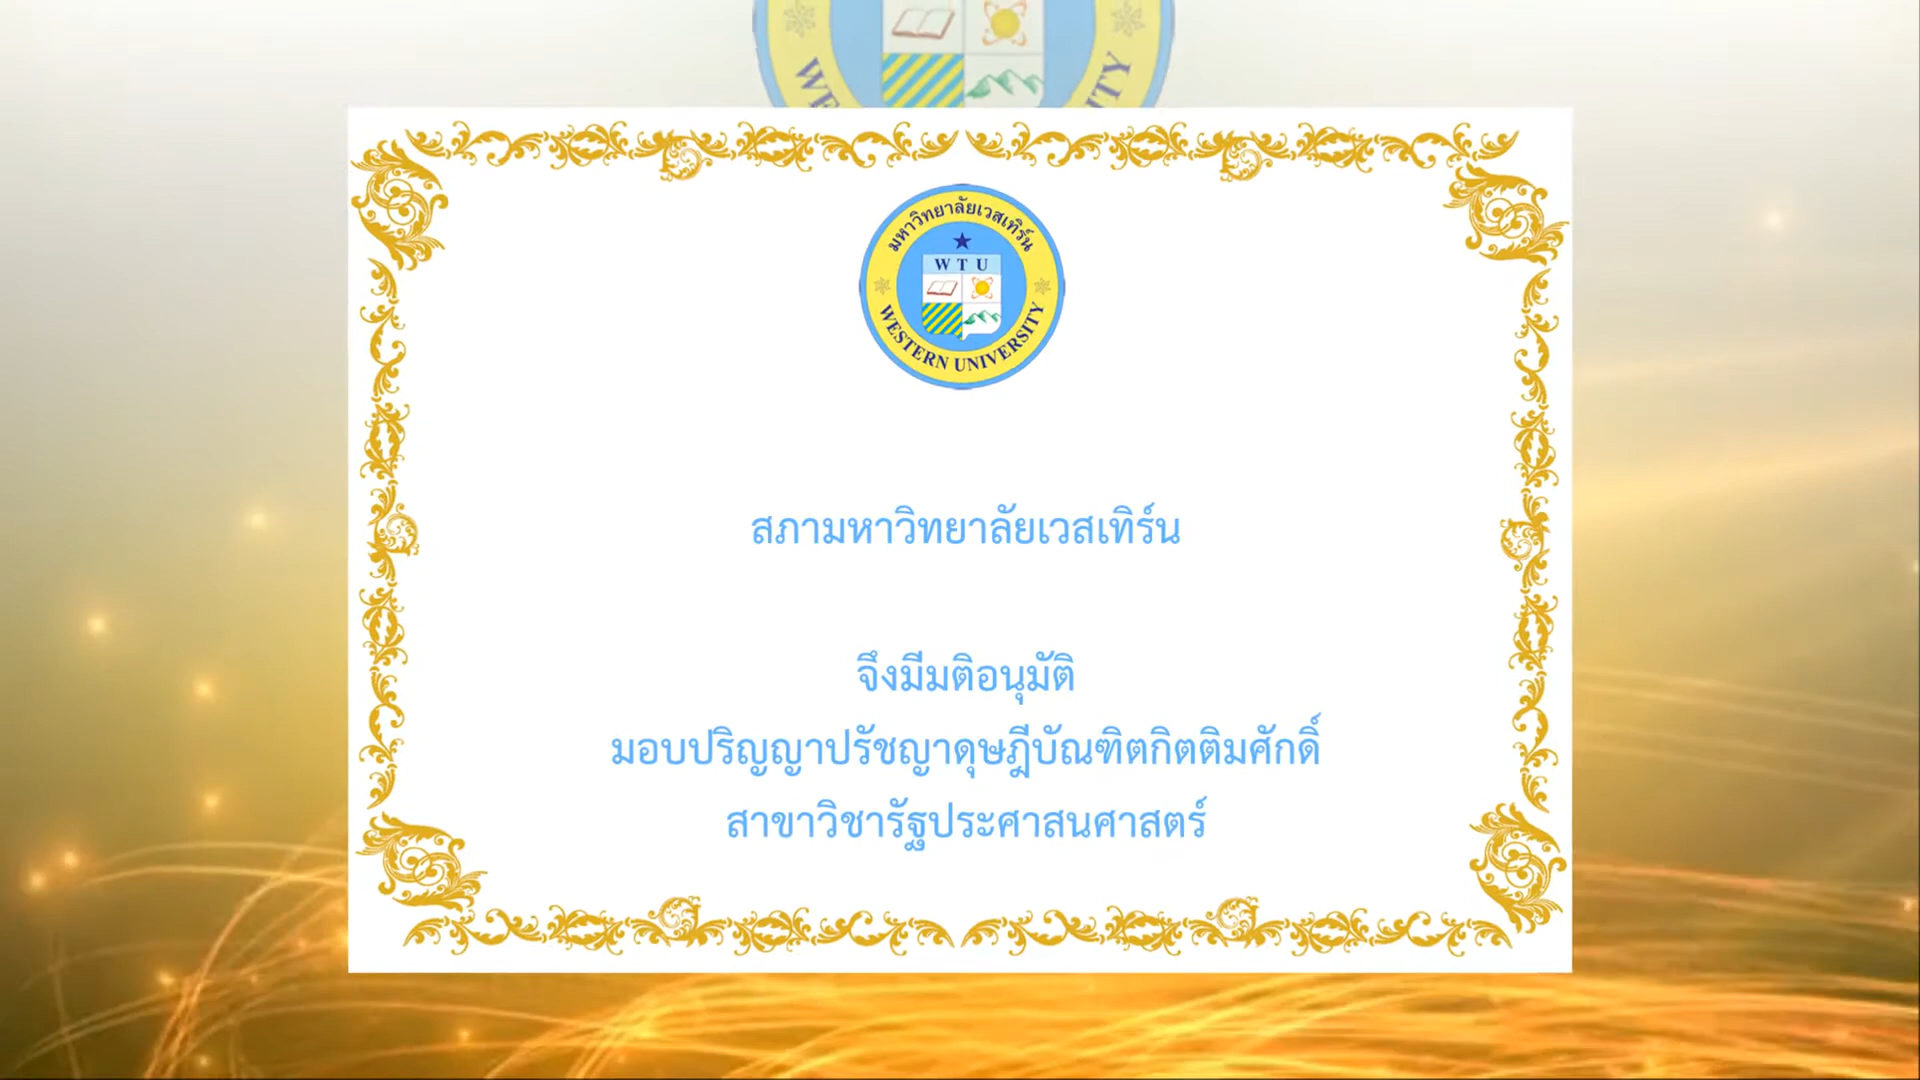 มหาวิทยาลัยเวสเทิร์น
W T U
WESTERN UNIVERSITY
สภามหาวิทยาลัยเวสเทิร์น
จึงมีมติอนุมัติ
มอบปริญญาปรัชญาดุษฎีบัณฑิตกิตติมศักดิ์
สาขาวิชารัฐประศาสนศาสตร์